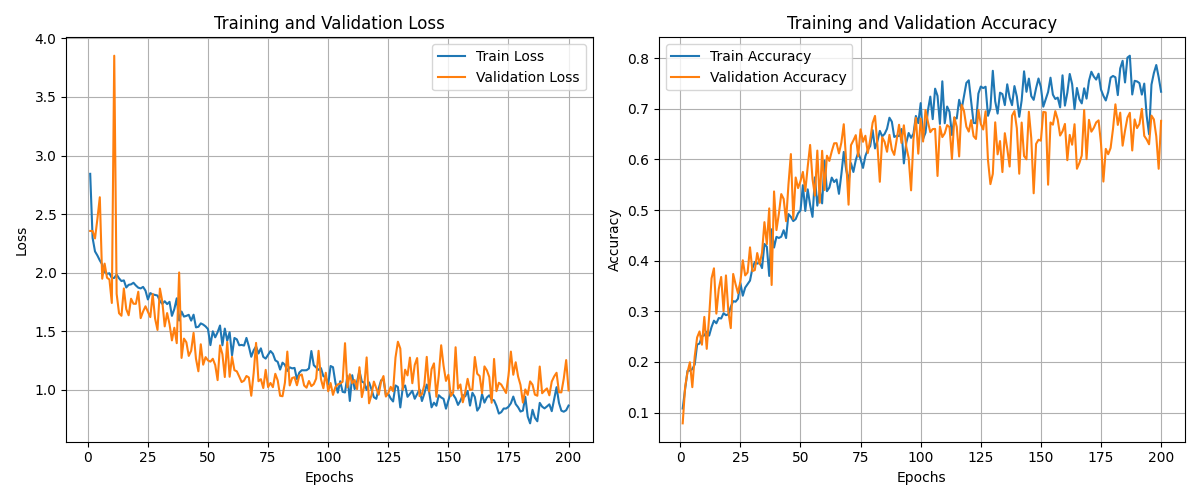 Training and Validation Loss
Train Loss
Validation Loss
Loss
4.0
3.5
3.0
2.5
2.0
1.5
1.0
0 25 50 75 100 125 150 175 200
Epochs
Training and Validation Accuracy
Train Accuracy
Validation Accuracy
Accuracy
0.8
0.7
0.6
0.5
0.4
0.3
0.2
0.1
0 25 50 75 100 125 150 175 200
Epochs